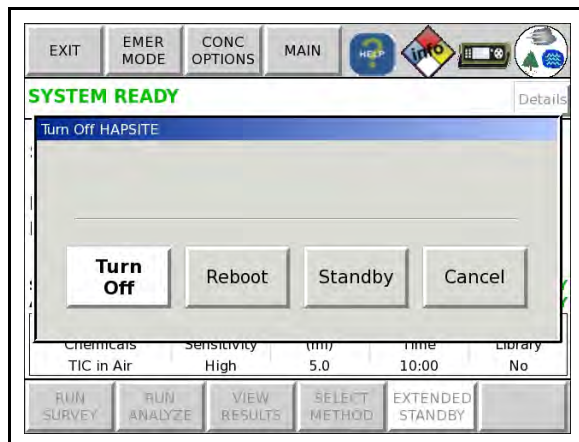 EXIT
EMER
MODE
CONC
OPTIONS
MAIN
HELP
info
SYSTEM READY
Details
Turn Off HAPSITE
Turn
Off
Reboot
Standby
Cancel
Chemicals Sensitivity (ml) Time Library
TIC in Air High 5.0 10:00 No
RUN
SURVEY
RUN
ANALYZE
VIEW
RESULTS
SELECT
METHOD
EXTENDED
STANDBY